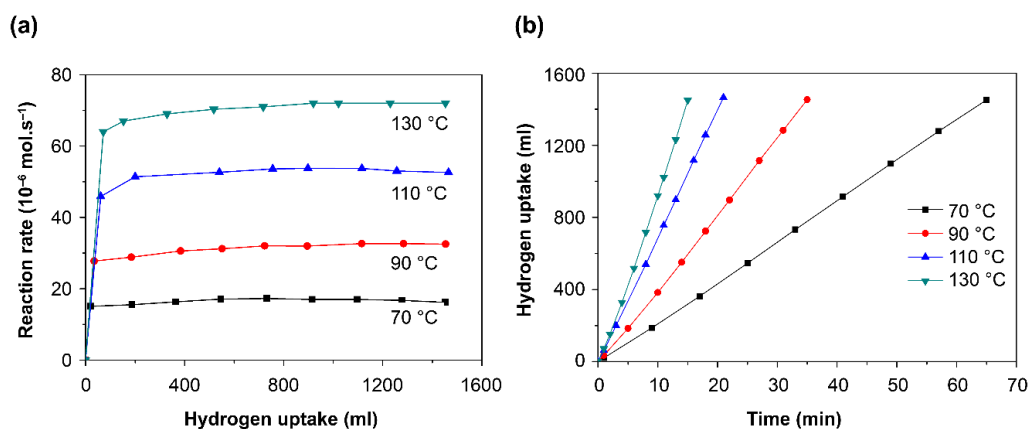 (a)
Reaction rate (10⁻⁶ mol.s⁻¹)
80
60
40
20
0
130 °C
110 °C
90 °C
70 °C
0
400
800
1200
1600
Hydrogen uptake (ml)
(b)
Hydrogen uptake (ml)
1600
1200
800
400
0
70 °C
90 °C
110 °C
130 °C
0
10
20
30
40
50
60
70
Time (min)